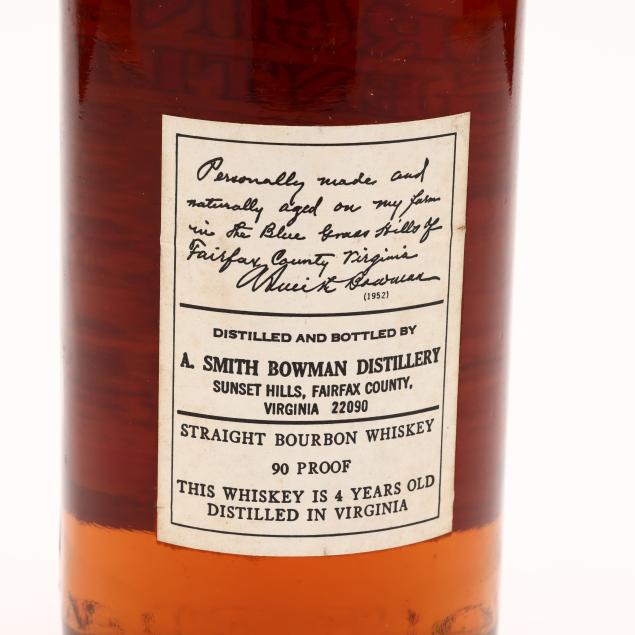 Personally made and
naturally aged on my farm
in the Blue Grass Hills of
Fairfax County Virginia
A Smith Bowman
(1952)
DISTILLED AND BOTTLED BY
A. SMITH BOWMAN DISTILLERY
SUNSET HILLS, FAIRFAX COUNTY,
VIRGINIA 22090
STRAIGHT BOURBON WHISKEY
90 PROOF
THIS WHISKEY IS 4 YEARS OLD
DISTILLED IN VIRGINIA